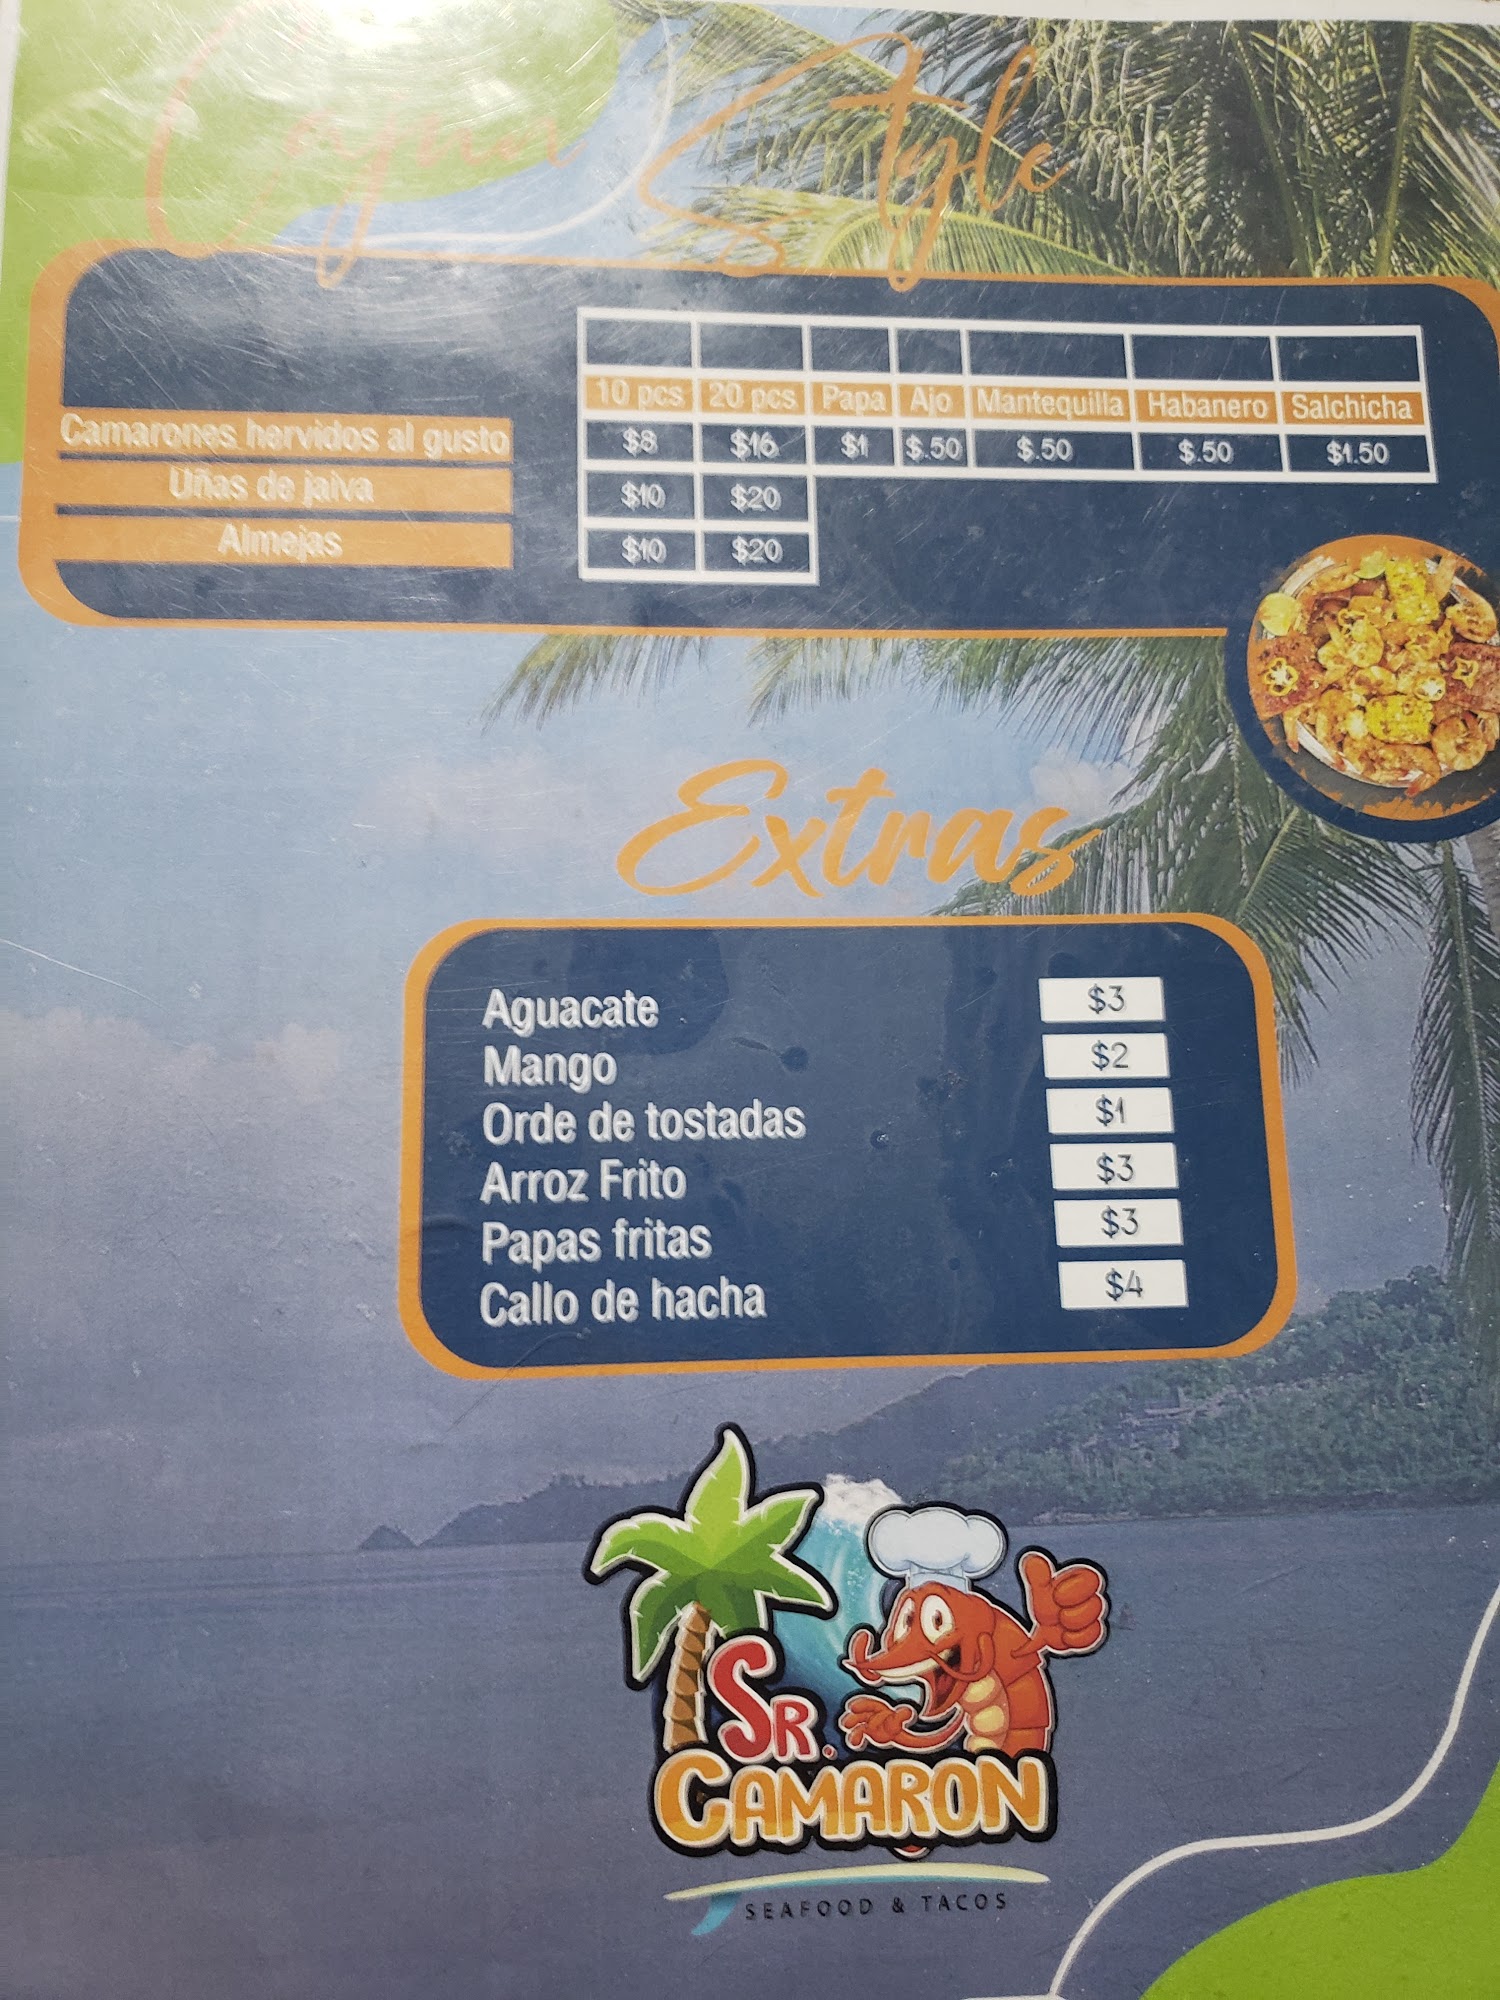 Cajun Style
10 pcs 20 pcs Papa Ajo Mantequilla Habanero Salchicha
Camarones hervidos al gusto $8 $16 $1 $.50 $.50 $.50 $1.50
Uñas de jaiva $10 $20
Almejas $10 $20
Extras
Aguacate $3
Mango $2
Orde de tostadas $1
Arroz Frito $3
Papas fritas $3
Callo de hacha $4
SR.
CAMARON
SEAFOOD & TACOS